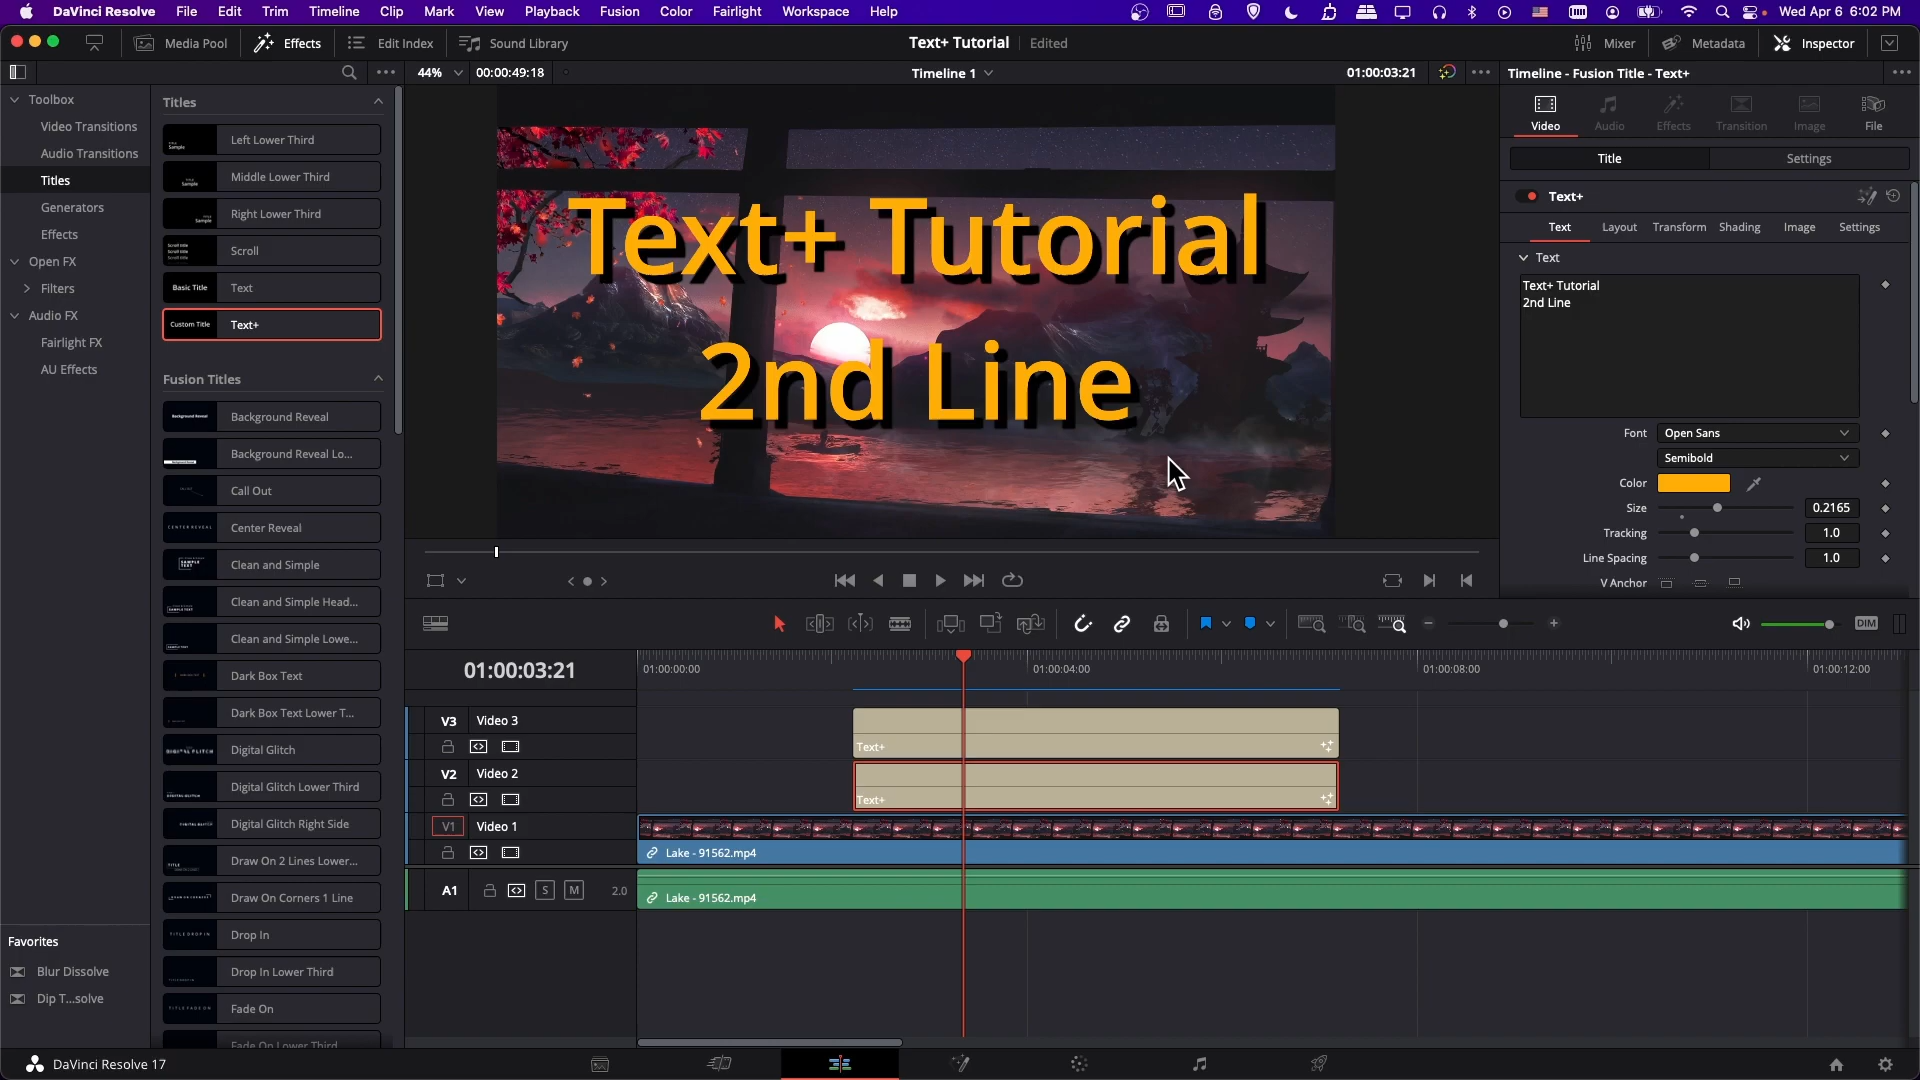 DaVinci Resolve File Edit Trim Timeline Clip Mark View Playback Fusion Color Fairlight Workspace Help Wed Apr 6 6:02 PM
Media Pool Effects Edit Index Sound Library Text+ Tutorial Edited Mixer Metadata Inspector
44% 00:00:49:18 Timeline 1 01:00:03:21 Timeline - Fusion Title - Text+
Toolbox
Video Transitions
Audio Transitions
Titles
Generators
Effects
Open FX
Filters
Audio FX
Fairlight FX
AU Effects
Favorites
Blur Dissolve
Dip T...solve
Titles
Left Lower Third
Middle Lower Third
Right Lower Third
Scroll
Basic Title Text
Custom Title Text+
Fusion Titles
Background Reveal
Background Reveal Lo...
Call Out
Center Reveal
Clean and Simple
Clean and Simple Head...
Clean and Simple Lowe...
Dark Box Text
Dark Box Text Lower T...
Digital Glitch
Digital Glitch Lower Third
Digital Glitch Right Side
Draw On 2 Lines Lower...
Draw On Corners 1 Line
Drop In
Drop In Lower Third
Fade On
Fade On Lower Third
Text+ Tutorial
2nd Line
Video Audio Effects Transition Image File
Title Settings
Text+
Text Layout Transform Shading Image Settings
Text
Text+ Tutorial
2nd Line
Font Open Sans
Semibold
Color
Size 0.2165
Tracking 1.0
Line Spacing 1.0
V Anchor
DIM
01:00:03:21 01:00:00:00 01:00:04:00 01:00:08:00 01:00:12:00
V3 Video 3
Text+
V2 Video 2
Text+
V1 Video 1
Lake - 91562.mp4
A1 S M 2.0
Lake - 91562.mp4
DaVinci Resolve 17